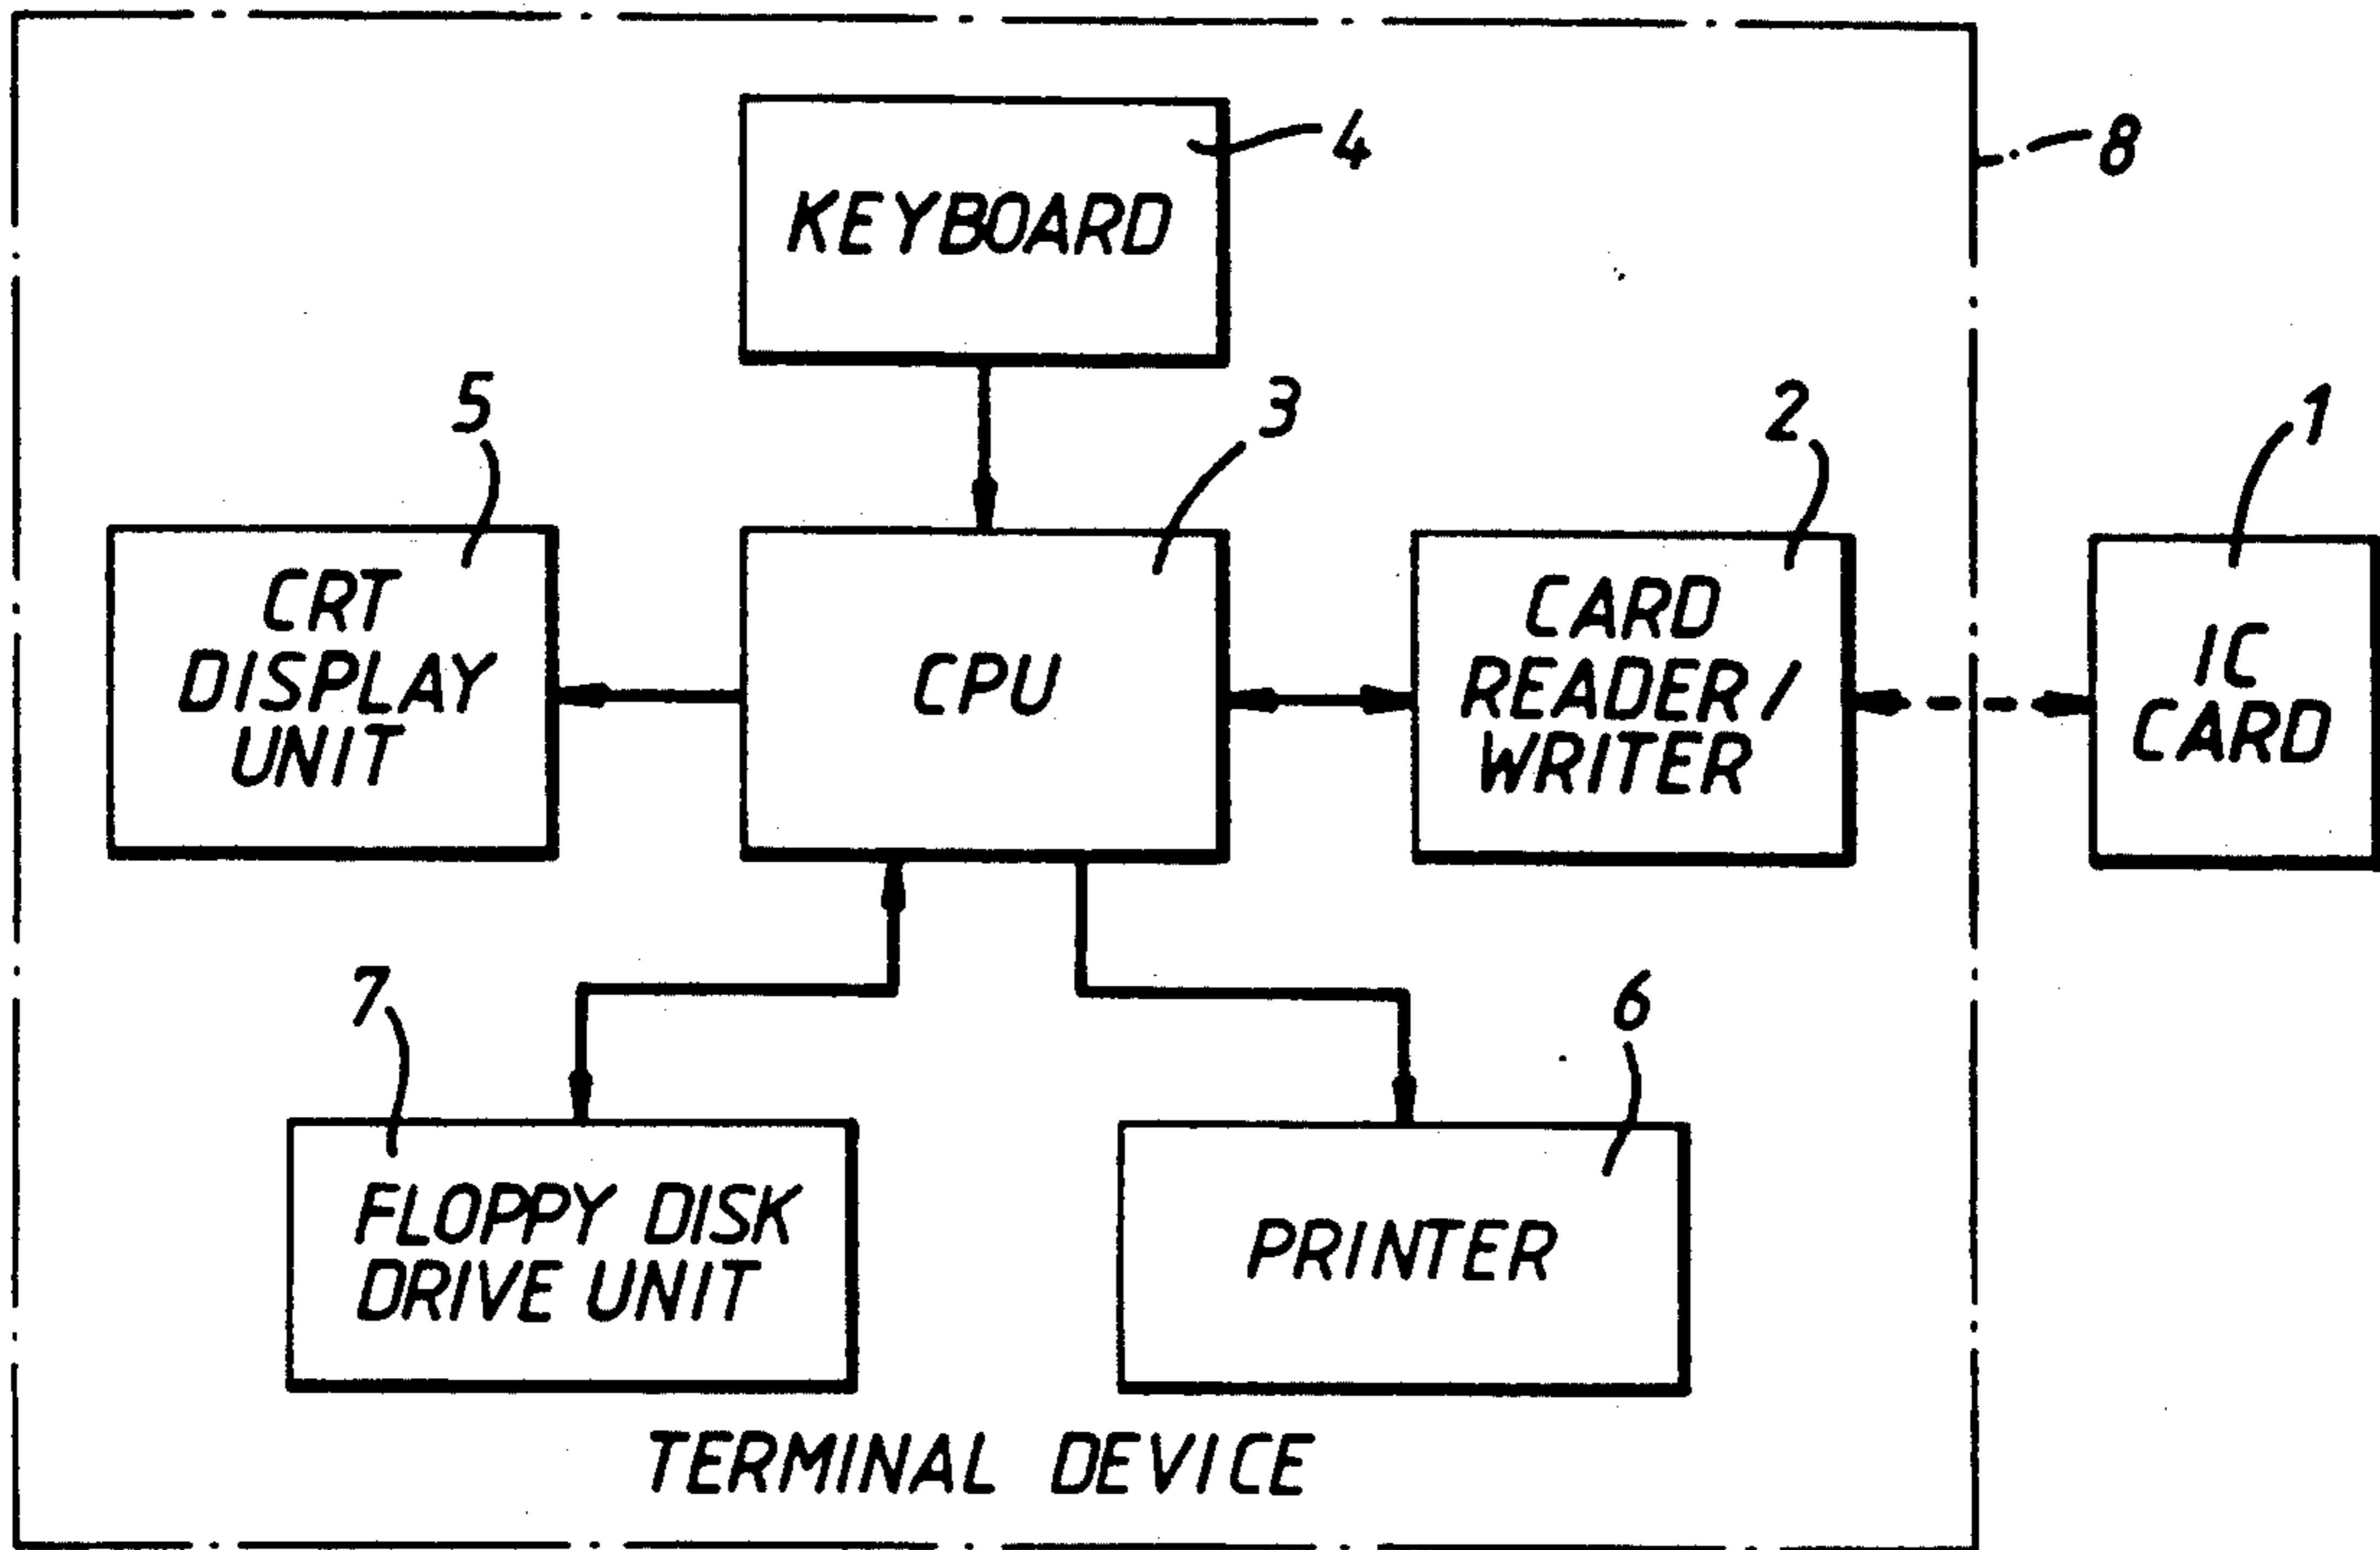 KEYBOARD
4
8
5
3
2
1
CRT
DISPLAY
UNIT
CPU
CARD
READER/
WRITER
IC
CARD
7
6
FLOPPY DISK
DRIVE UNIT
PRINTER
TERMINAL DEVICE